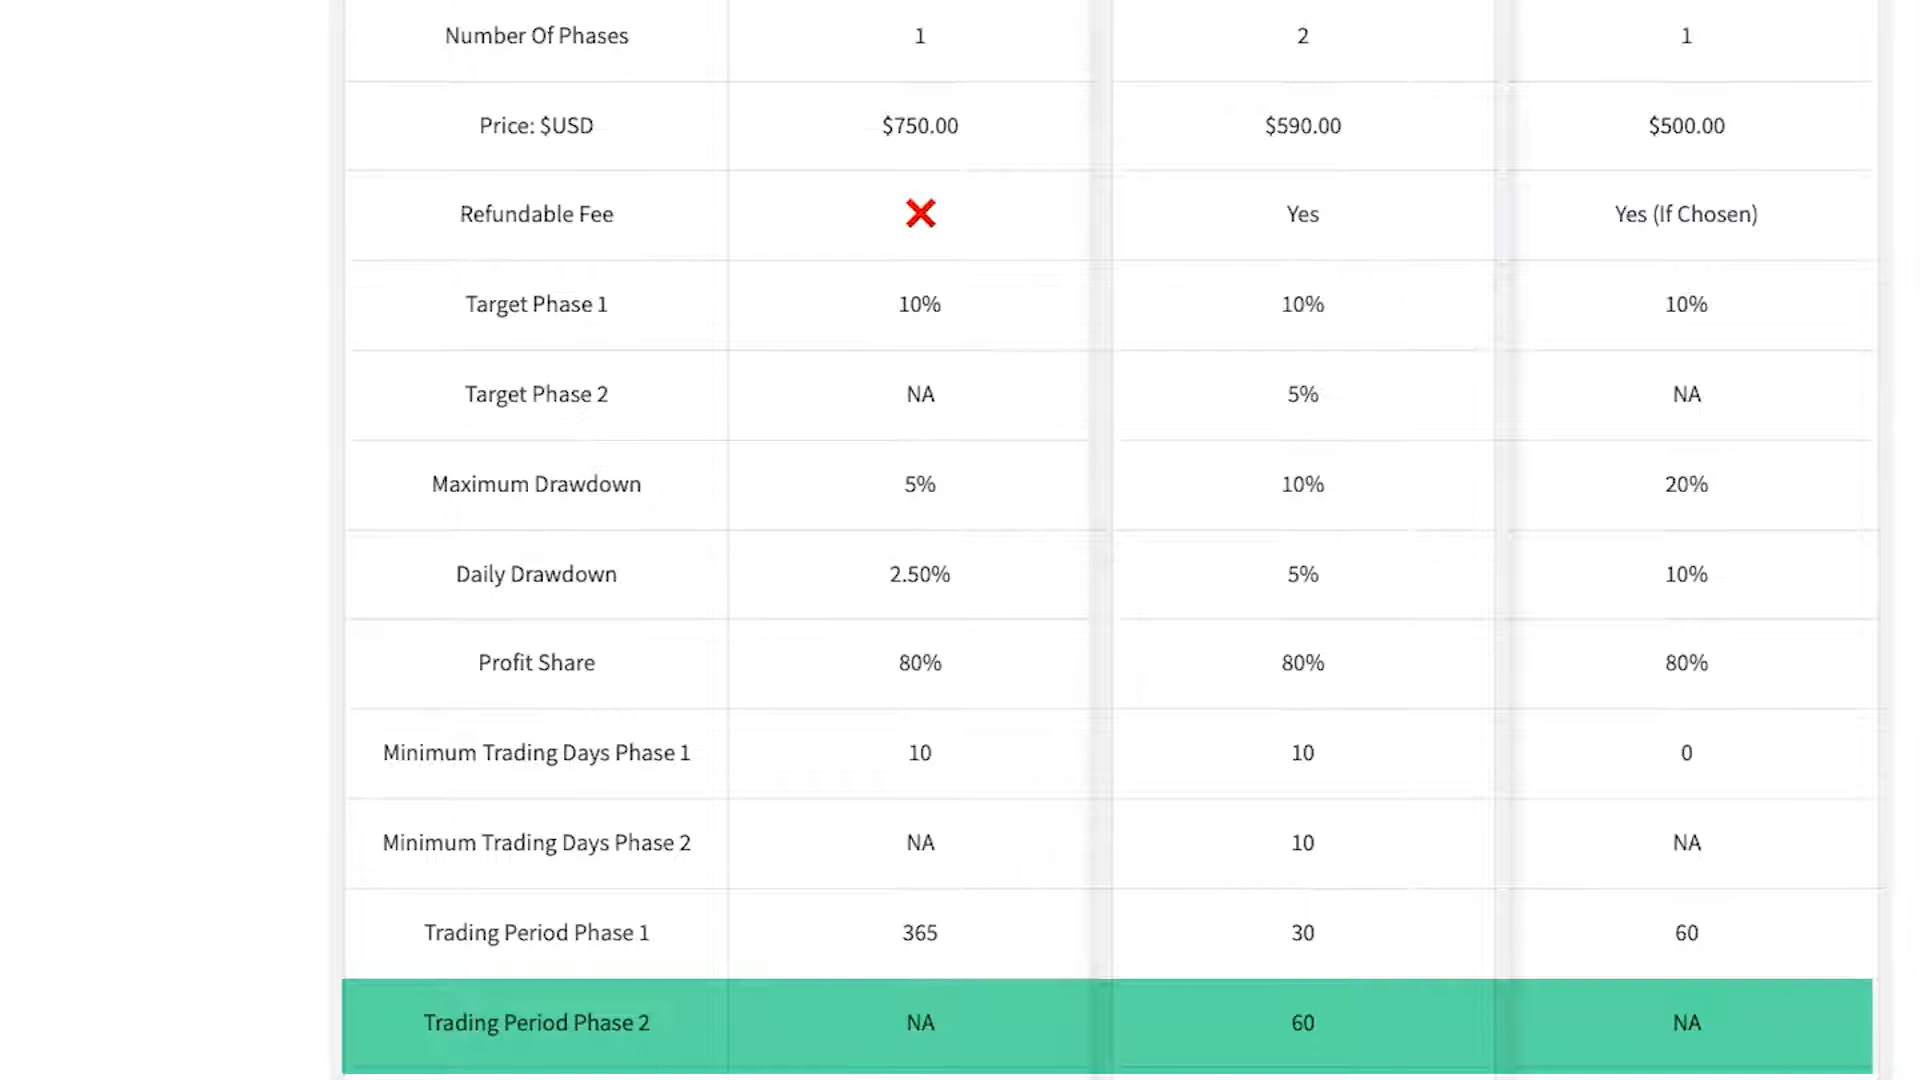 Number Of Phases 1 2 1
Price: $USD $750.00 $590.00 $500.00
Refundable Fee ❌ Yes Yes (If Chosen)
Target Phase 1 10% 10% 10%
Target Phase 2 NA 5% NA
Maximum Drawdown 5% 10% 20%
Daily Drawdown 2.50% 5% 10%
Profit Share 80% 80% 80%
Minimum Trading Days Phase 1 10 10 0
Minimum Trading Days Phase 2 NA 10 NA
Trading Period Phase 1 365 30 60
Trading Period Phase 2 NA 60 NA